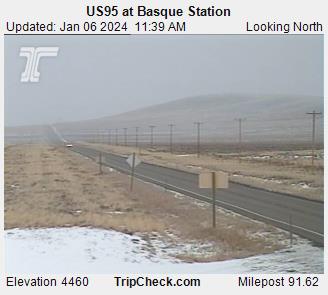 US95 at Basque Station
Updated: Jan 06 2024 11:39 AM Looking North
Elevation 4460 TripCheck.com Milepost 91.62